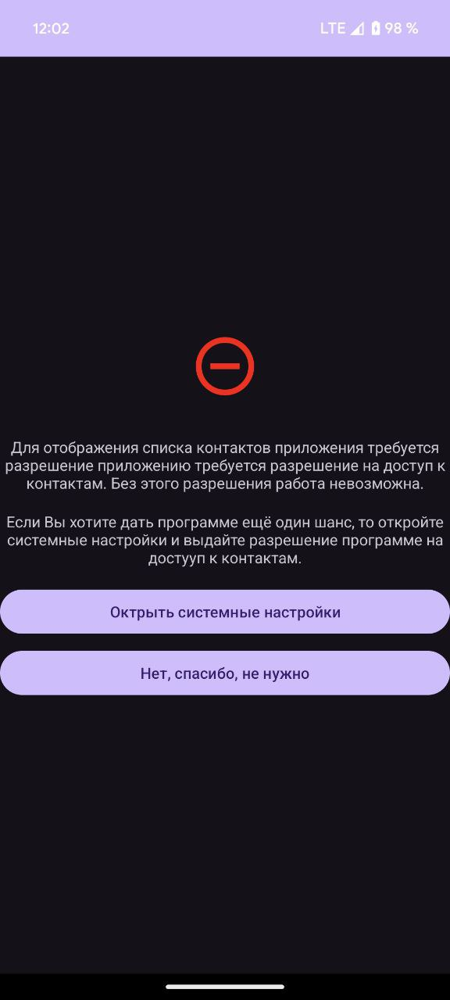 12:02 LTE 98 %
Для отображения списка контактов приложения требуется
разрешение приложению требуется разрешение на доступ к
контактам. Без этого разрешения работа невозможна.
Если Вы хотите дать программе ещё один шанс, то откройте
системные настройки и выдайте разрешение программе на
достууп к контактам.
Октрыть системные настройки
Нет, спасибо, не нужно